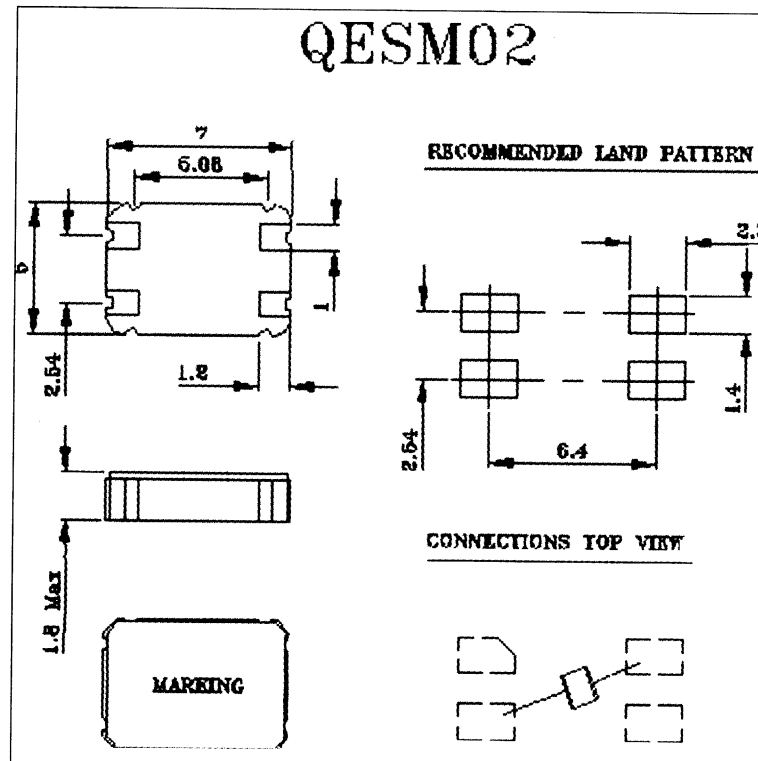 QESM02
7
5.08
RECOMMENDED LAND PATTERN
5
1
2.54
1.2
1.4
2.54
6.4
1.8 Max
CONNECTIONS TOP VIEW
MARKING